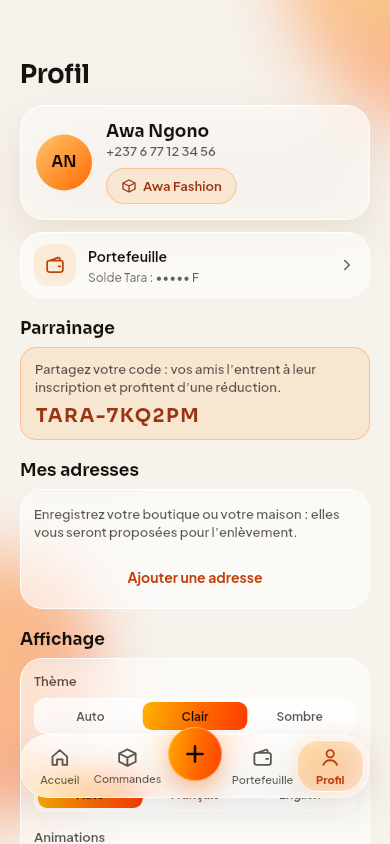 Profil
AN
Awa Ngono
+237 6 77 12 34 56
Awa Fashion
Portefeuille
Solde Tara : ••••• F
Parrainage
Partagez votre code : vos amis l'entrent à leur
inscription et profitent d'une réduction.
TARA-7KQ2PM
Mes adresses
Enregistrez votre boutique ou votre maison : elles
vous seront proposées pour l'enlèvement.
Ajouter une adresse
Affichage
Thème
Auto Clair Sombre
Accueil Commandes Portefeuille Profil
Auto Français English
Animations